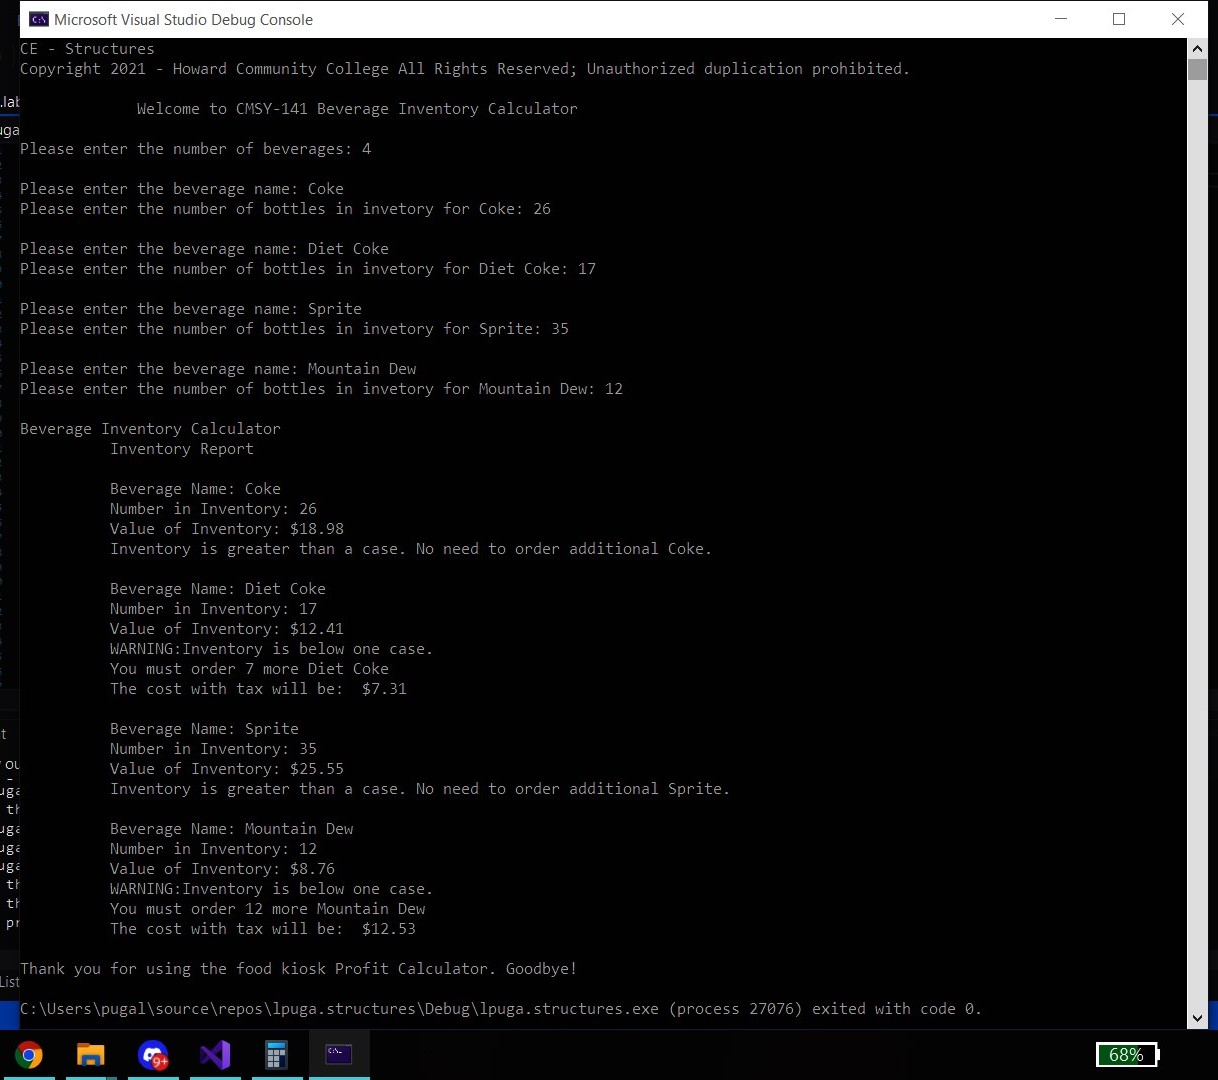 Microsoft Visual Studio Debug Console
CE - Structures
Copyright 2021 - Howard Community College All Rights Reserved; Unauthorized duplication prohibited.
Welcome to CMSY-141 Beverage Inventory Calculator
Please enter the number of beverages: 4
Please enter the beverage name: Coke
Please enter the number of bottles in invetory for Coke: 26
Please enter the beverage name: Diet Coke
Please enter the number of bottles in invetory for Diet Coke: 17
Please enter the beverage name: Sprite
Please enter the number of bottles in invetory for Sprite: 35
Please enter the beverage name: Mountain Dew
Please enter the number of bottles in invetory for Mountain Dew: 12
Beverage Inventory Calculator
Inventory Report
Beverage Name: Coke
Number in Inventory: 26
Value of Inventory: $18.98
Inventory is greater than a case. No need to order additional Coke.
Beverage Name: Diet Coke
Number in Inventory: 17
Value of Inventory: $12.41
WARNING:Inventory is below one case.
You must order 7 more Diet Coke
The cost with tax will be:  $7.31
Beverage Name: Sprite
Number in Inventory: 35
Value of Inventory: $25.55
Inventory is greater than a case. No need to order additional Sprite.
Beverage Name: Mountain Dew
Number in Inventory: 12
Value of Inventory: $8.76
WARNING:Inventory is below one case.
You must order 12 more Mountain Dew
The cost with tax will be:  $12.53
Thank you for using the food kiosk Profit Calculator. Goodbye!
C:\Users\pugal\source\repos\lpuga.structures\Debug\lpuga.structures.exe (process 27076) exited with code 0.
9+
68%